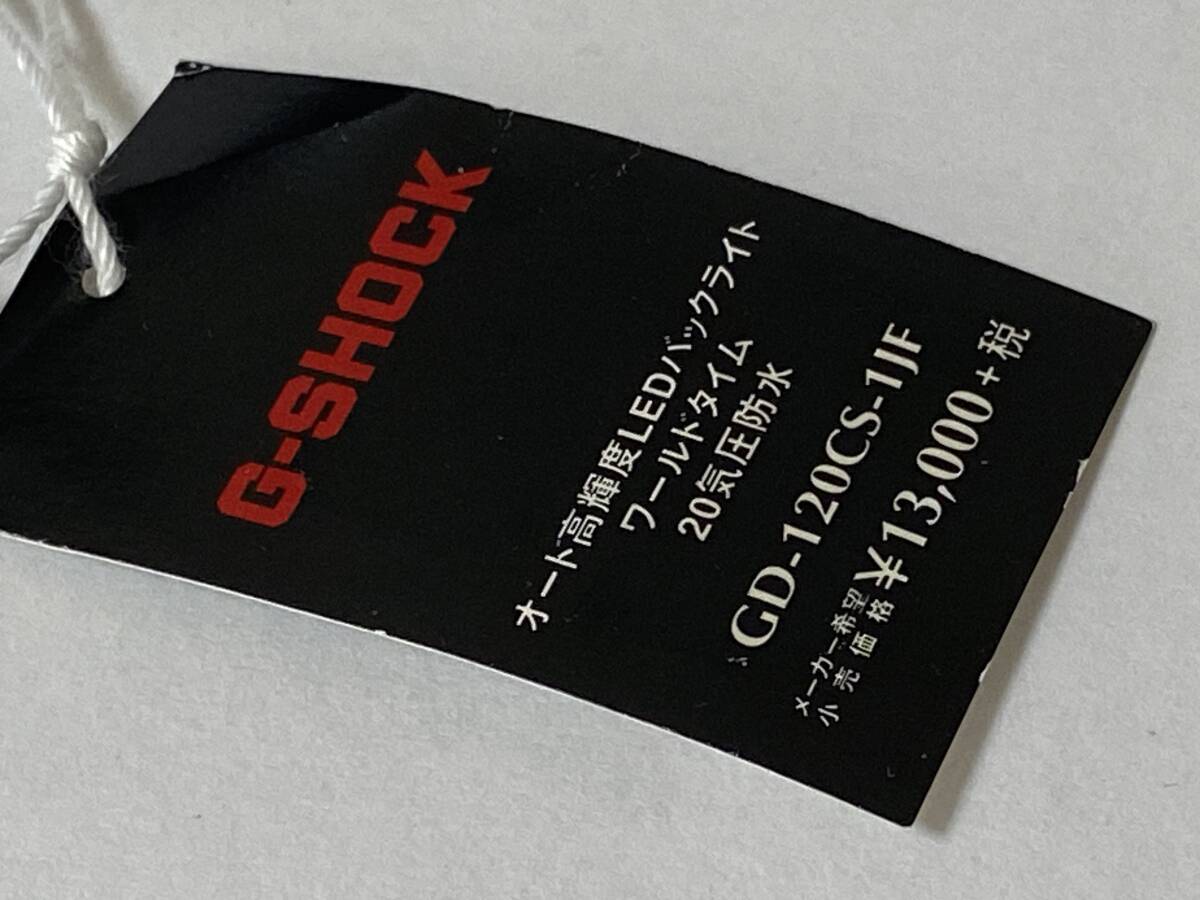 G-SHOCK
オート高輝度LEDバックライト
ワールドタイム
20気圧防水
GD-120CS-1JF
メーカー希望
小売価格
¥13,000+税